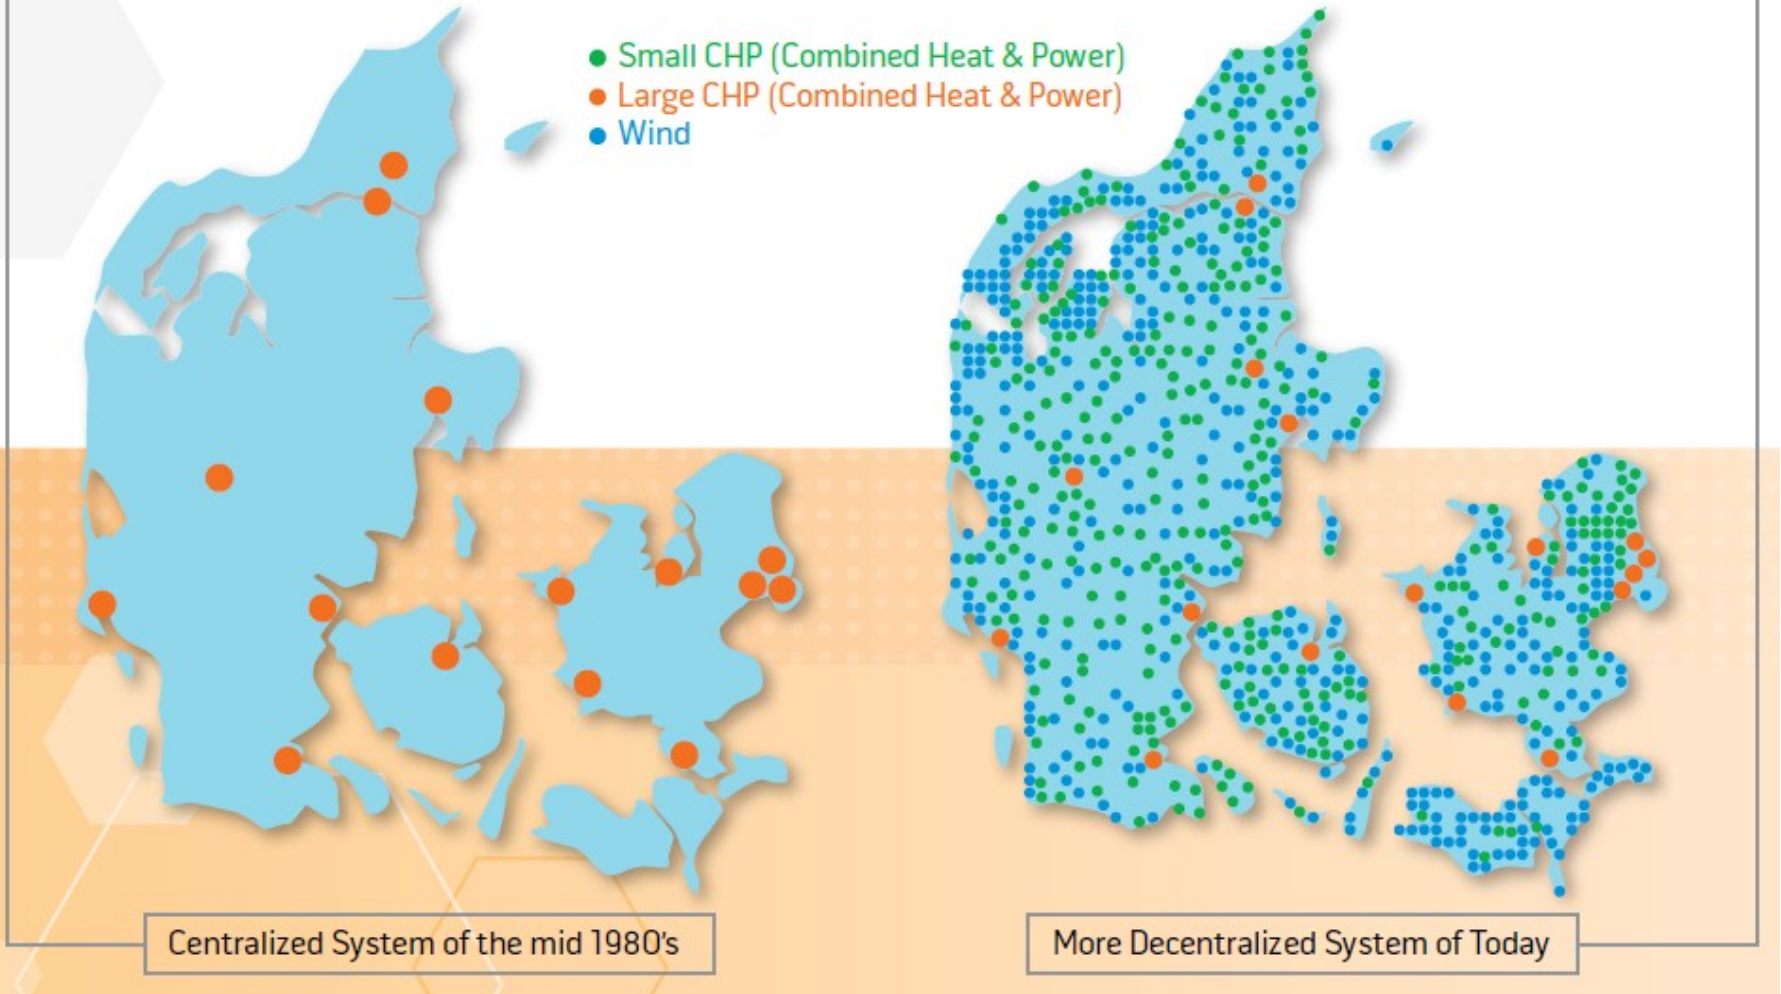 Small CHP (Combined Heat & Power)
Large CHP (Combined Heat & Power)
Wind
Centralized System of the mid 1980's
More Decentralized System of Today